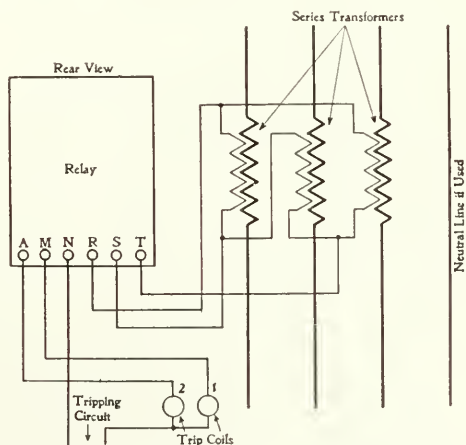 Series Transformers
Rear View
Relay
A M N R S T
Neutral Line if Used
2 1
Tripping
Circuit
Trip Coils